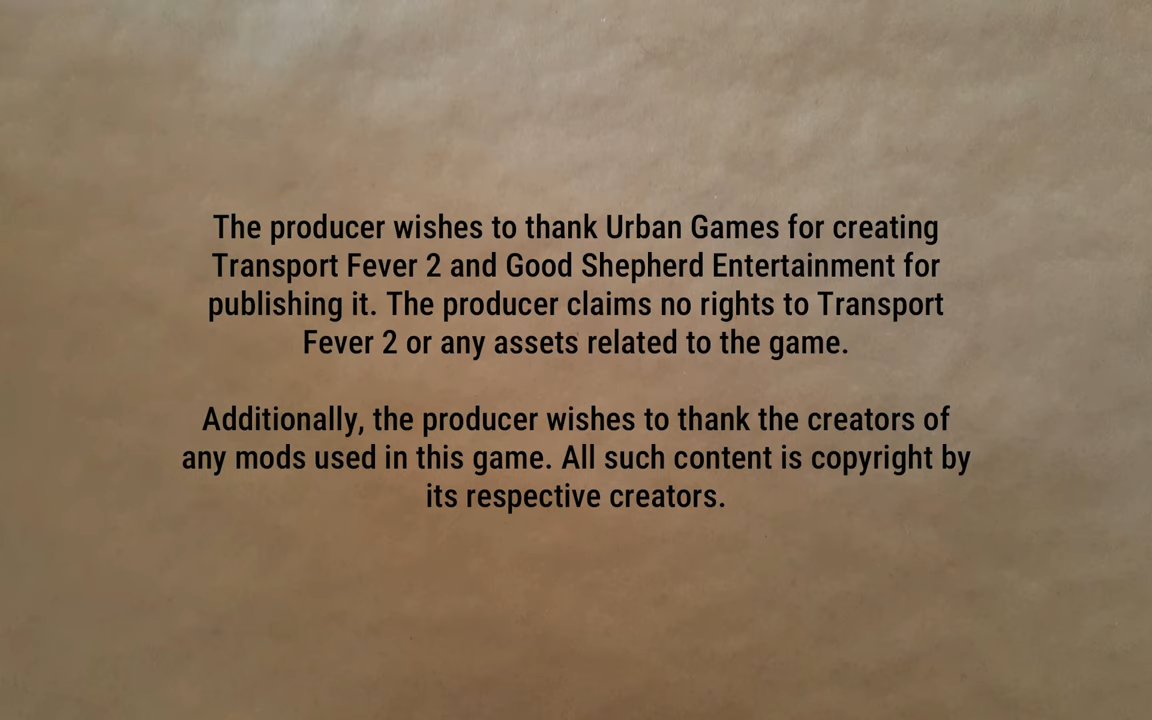 The producer wishes to thank Urban Games for creating
Transport Fever 2 and Good Shepherd Entertainment for
publishing it. The producer claims no rights to Transport
Fever 2 or any assets related to the game.
Additionally, the producer wishes to thank the creators of
any mods used in this game. All such content is copyright by
its respective creators.